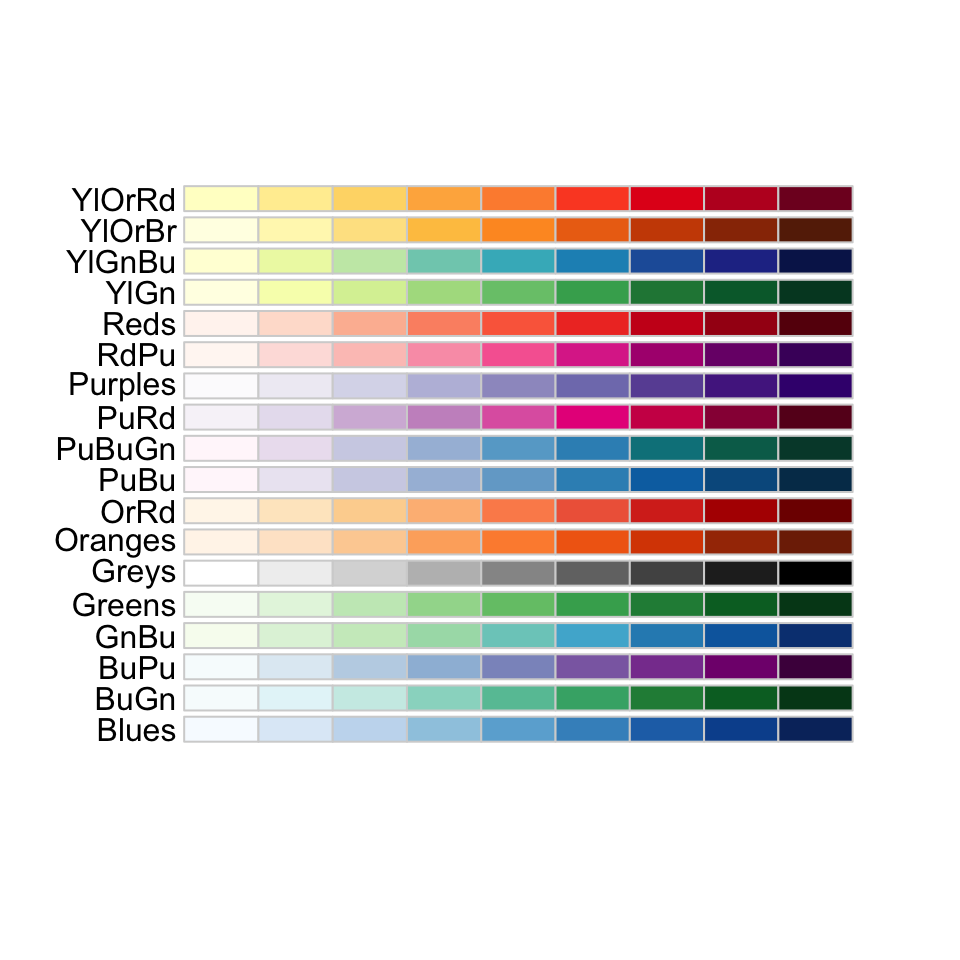 YlOrRd
YlOrBr
YlGnBu
YlGn
Reds
RdPu
Purples
PuRd
PuBuGn
PuBu
OrRd
Oranges
Greys
Greens
GnBu
BuPu
BuGn
Blues